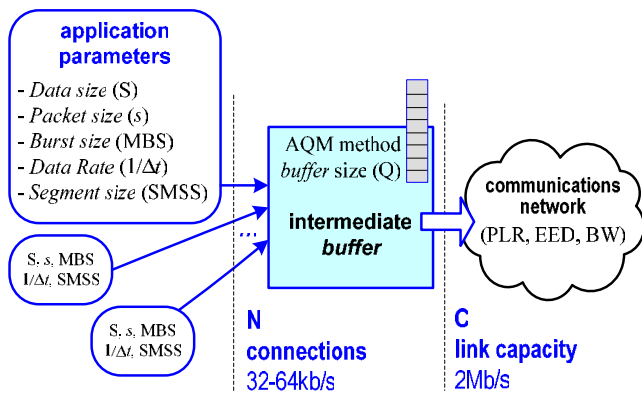 application
parameters
- Data size (S)
- Packet size (s)
- Burst size (MBS)
- Data Rate (1/Δt)
- Segment size (SMSS)
S, s, MBS
1/Δt, SMSS
S, s, MBS
1/Δt, SMSS
...
AQM method
buffer size (Q)
intermediate
buffer
communications
network
(PLR, EED, BW)
N
connections
32-64kb/s
C
link capacity
2Mb/s